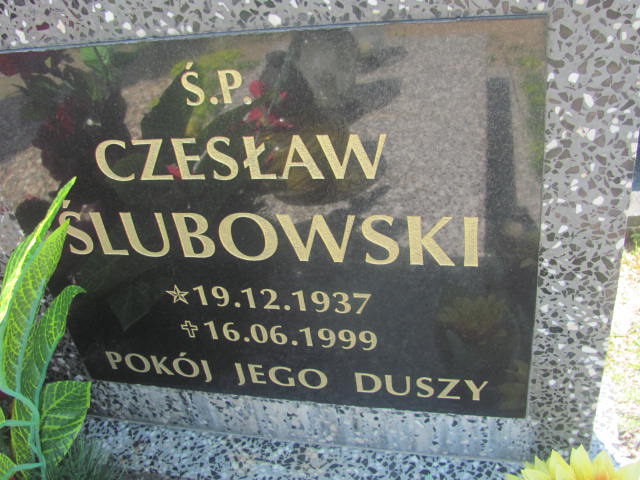 Ś.P.
CZESŁAW
ŚLUBOWSKI
19.12.1937
16.06.1999
POKÓJ JEGO DUSZY